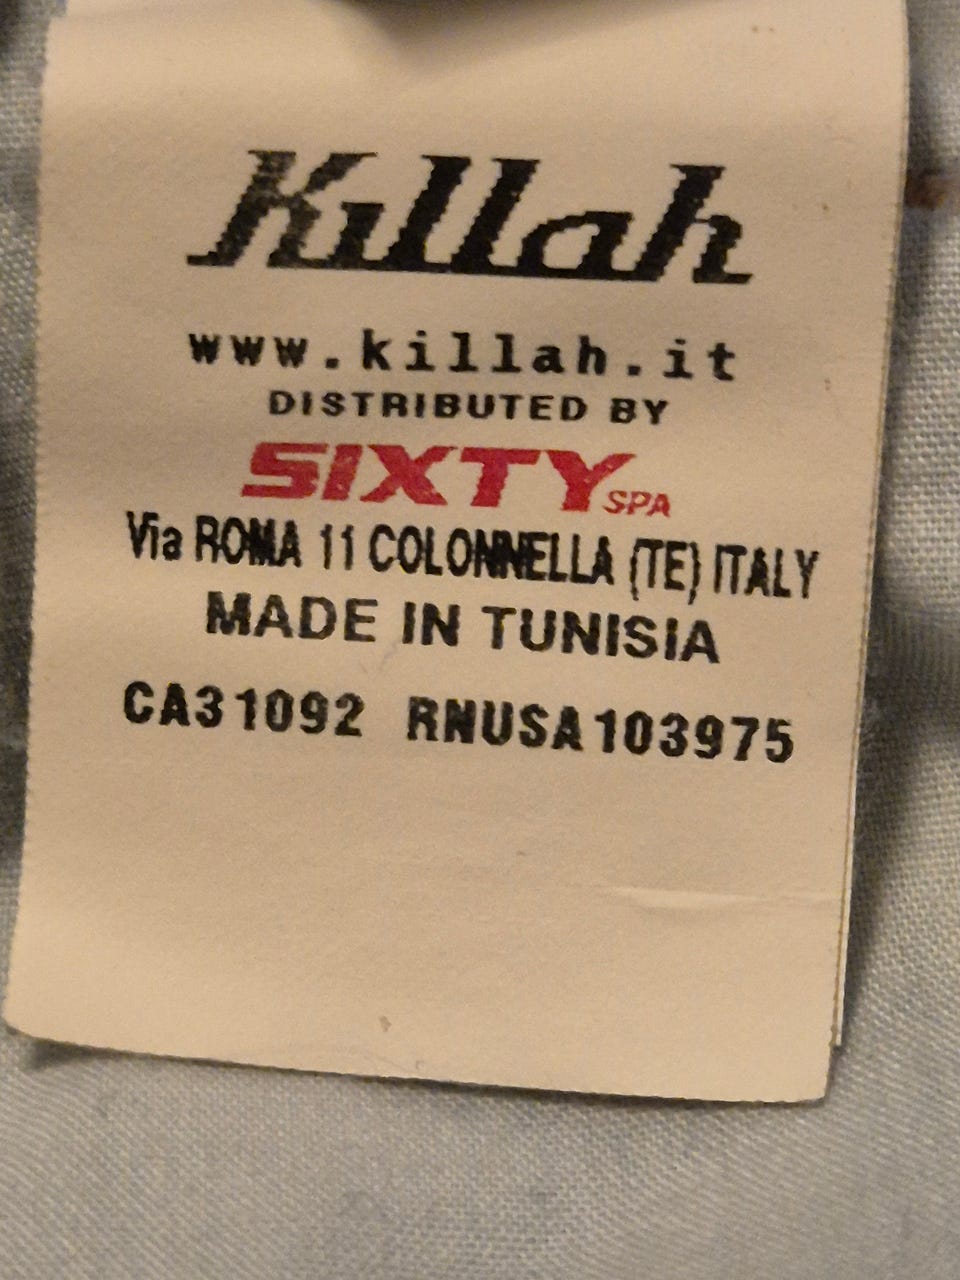 Killah
www.killah.it
DISTRIBUTED BY
SIXTY SPA
Via ROMA 11 COLONNELLA (TE) ITALY
MADE IN TUNISIA
CA31092 RNUSA103975